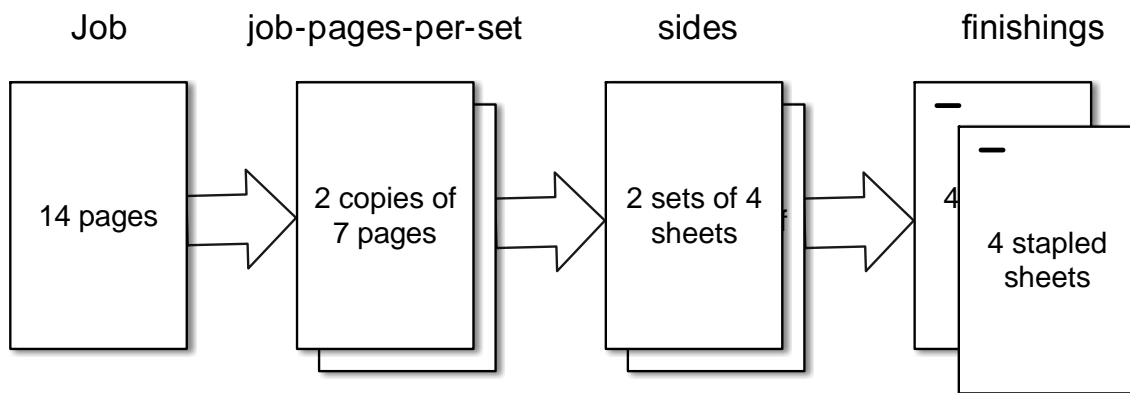 Job
job-pages-per-set
sides
finishings
14 pages
2 copies of
7 pages
2 sets of 4
sheets
f
4
4 stapled
sheets